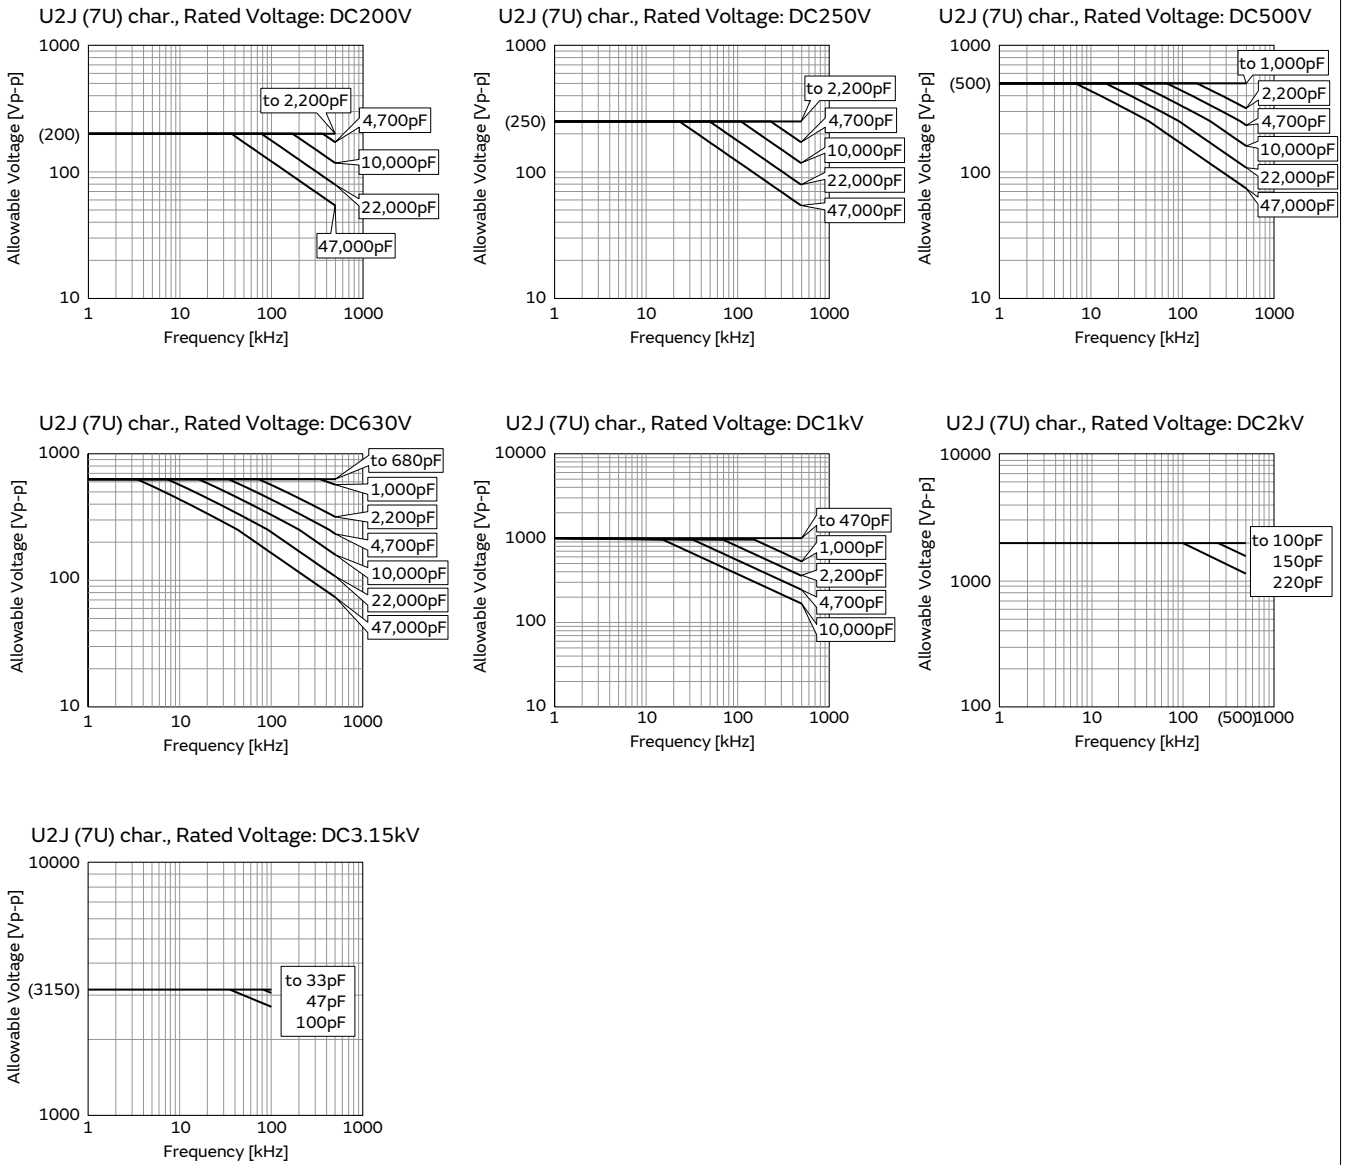 U2J (7U) char., Rated Voltage: DC200V
Allowable Voltage [Vp-p]
1000
(200)
100
10
to 2,200pF
4,700pF
10,000pF
22,000pF
47,000pF
1 10 100 1000
Frequency [kHz]
U2J (7U) char., Rated Voltage: DC250V
Allowable Voltage [Vp-p]
1000
(250)
100
10
to 2,200pF
4,700pF
10,000pF
22,000pF
47,000pF
1 10 100 1000
Frequency [kHz]
U2J (7U) char., Rated Voltage: DC500V
Allowable Voltage [Vp-p]
1000
(500)
100
10
to 1,000pF
2,200pF
4,700pF
10,000pF
22,000pF
47,000pF
1 10 100 1000
Frequency [kHz]
U2J (7U) char., Rated Voltage: DC630V
Allowable Voltage [Vp-p]
1000
100
10
to 680pF
1,000pF
2,200pF
4,700pF
10,000pF
22,000pF
47,000pF
1 10 100 1000
Frequency [kHz]
U2J (7U) char., Rated Voltage: DC1kV
Allowable Voltage [Vp-p]
10000
1000
100
10
to 470pF
1,000pF
2,200pF
4,700pF
10,000pF
1 10 100 1000
Frequency [kHz]
U2J (7U) char., Rated Voltage: DC2kV
Allowable Voltage [Vp-p]
10000
1000
100
to 100pF
150pF
220pF
1 10 100 (500) 1000
Frequency [kHz]
U2J (7U) char., Rated Voltage: DC3.15kV
Allowable Voltage [Vp-p]
10000
(3150)
1000
to 33pF
47pF
100pF
1 10 100 1000
Frequency [kHz]